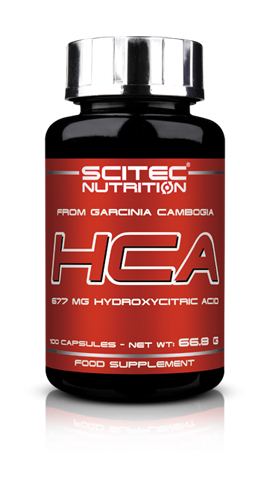 SCITEC®
NUTRITION
FROM GARCINIA CAMBOGIA
HCA
677 MG HYDROXYCITRIC ACID
100 CAPSULES - NET WT: 66.8 G
FOOD SUPPLEMENT